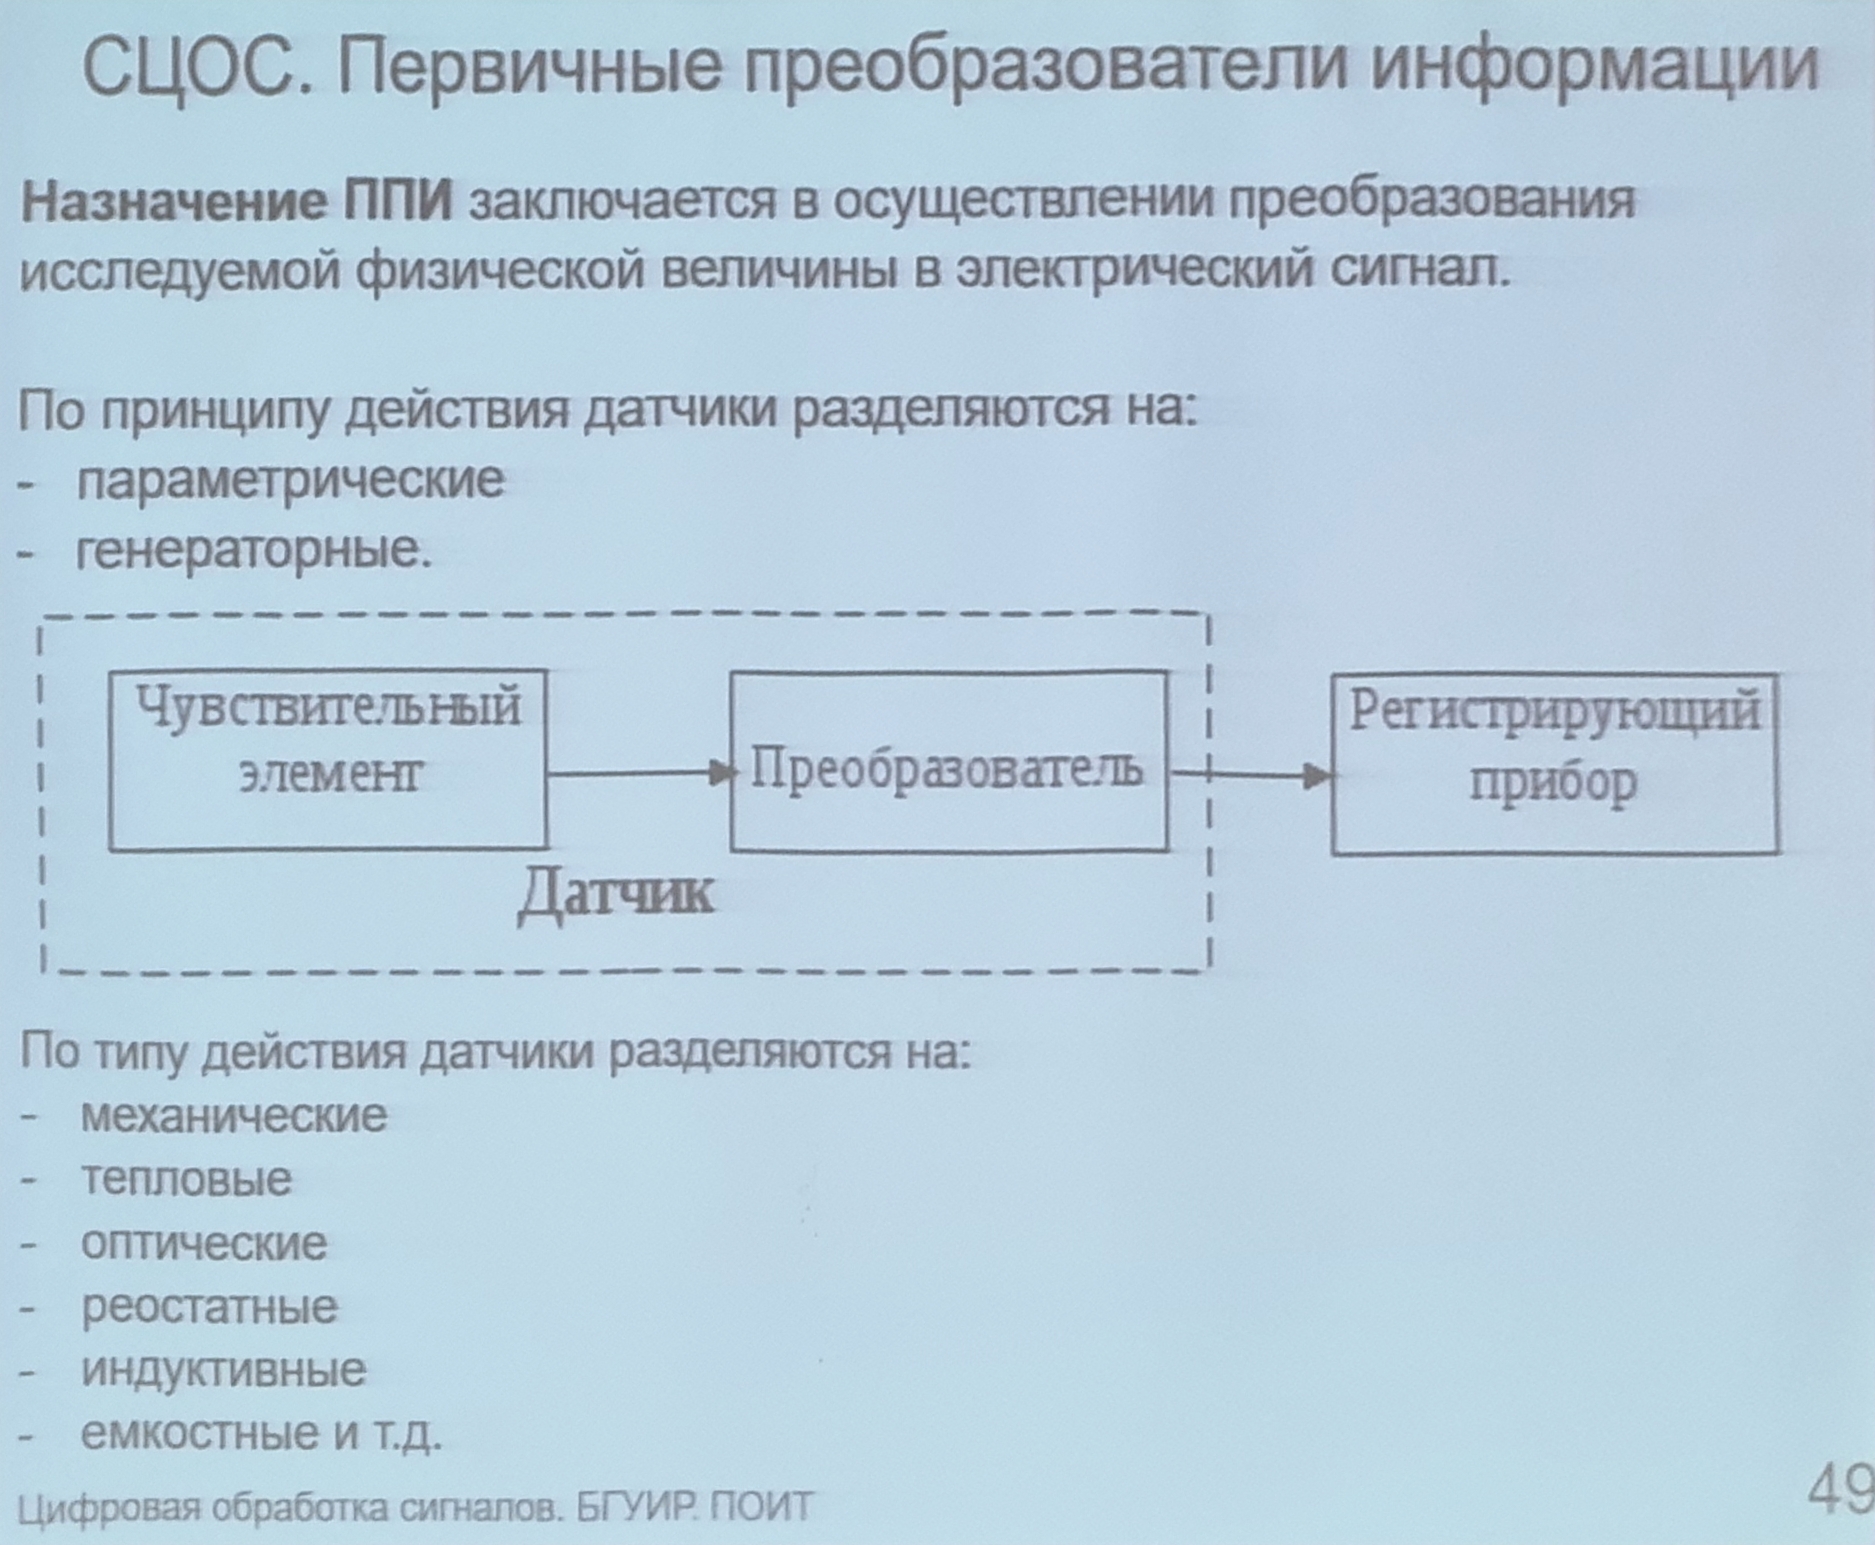 СЦОС. Первичные преобразователи информации
Назначение ППИ заключается в осуществлении преобразования
исследуемой физической величины в электрический сигнал.
По принципу действия датчики разделяются на:
- параметрические
- генераторные.
Чувствительный
элемент
Преобразователь
Регистрирующий
прибор
Датчик
По типу действия датчики разделяются на:
- механические
- тепловые
- оптические
- реостатные
- индуктивные
- емкостные и т.д.
Цифровая обработка сигналов. БГУИР. ПОИТ
49